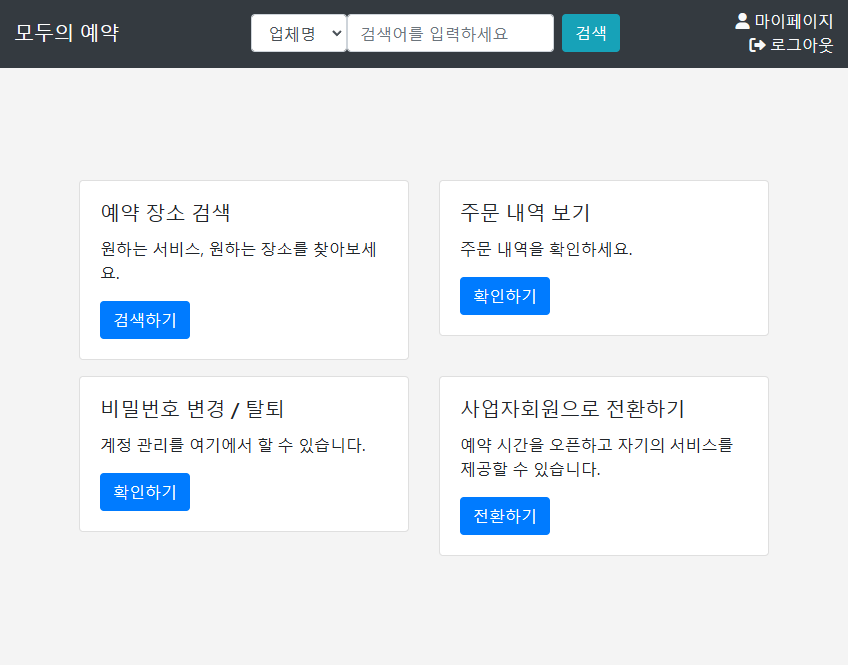 모두의 예약
업체명
검색어를 입력하세요
검색
마이페이지
로그아웃
예약 장소 검색
원하는 서비스, 원하는 장소를 찾아보세
요.
검색하기
주문 내역 보기
주문 내역을 확인하세요.
확인하기
비밀번호 변경 / 탈퇴
계정 관리를 여기에서 할 수 있습니다.
확인하기
사업자회원으로 전환하기
예약 시간을 오픈하고 자기의 서비스를
제공할 수 있습니다.
전환하기